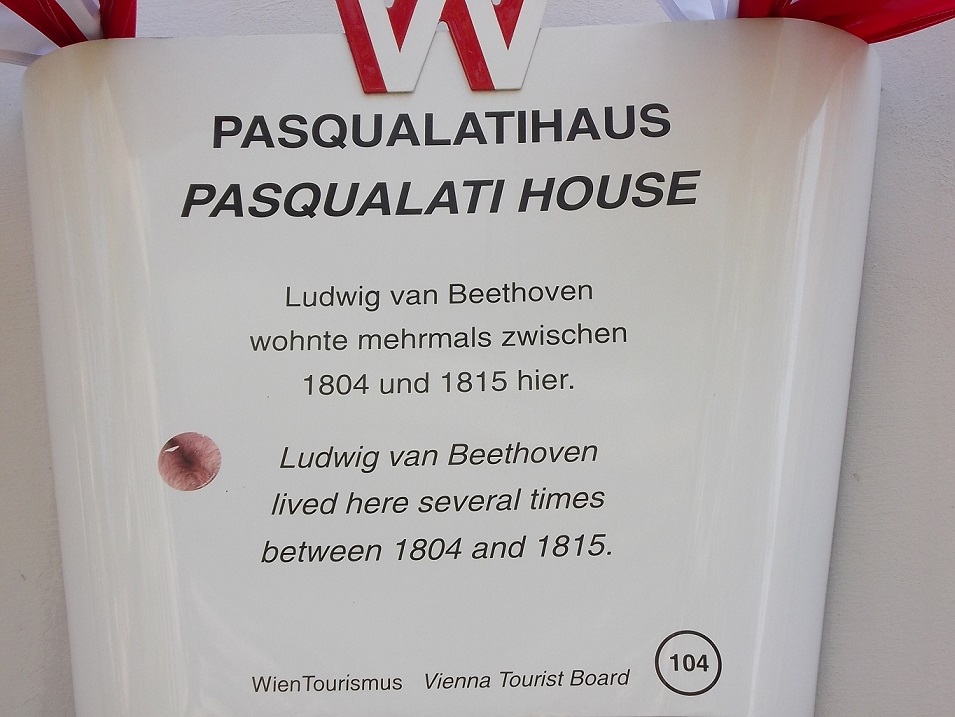 W
PASQUALATIHAUS
PASQUALATI HOUSE
Ludwig van Beethoven
wohnte mehrmals zwischen
1804 und 1815 hier.
Ludwig van Beethoven
lived here several times
between 1804 and 1815.
WienTourismus Vienna Tourist Board 104